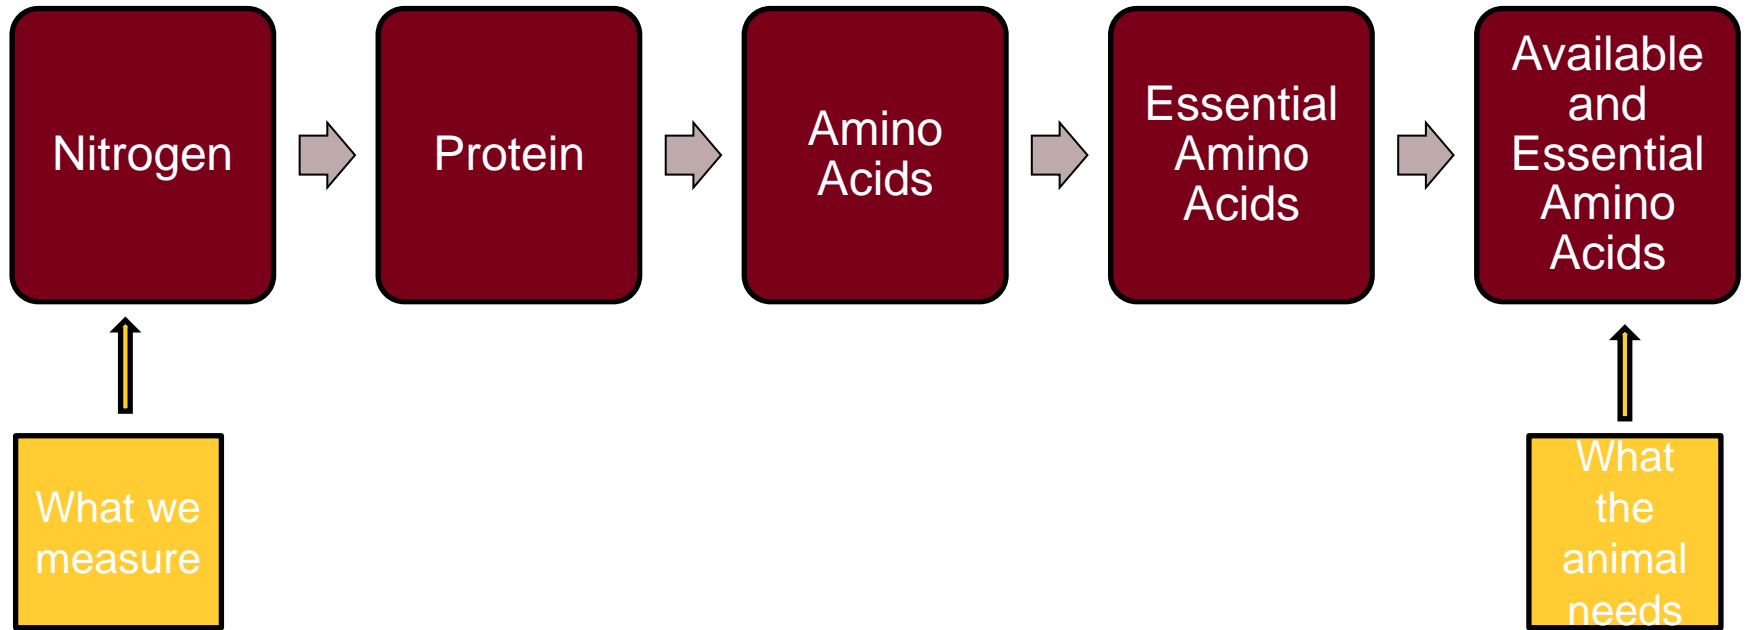 Nitrogen
Protein
Amino
Acids
Essential
Amino
Acids
Available
and
Essential
Amino
Acids
What we
measure
What
the
animal
needs